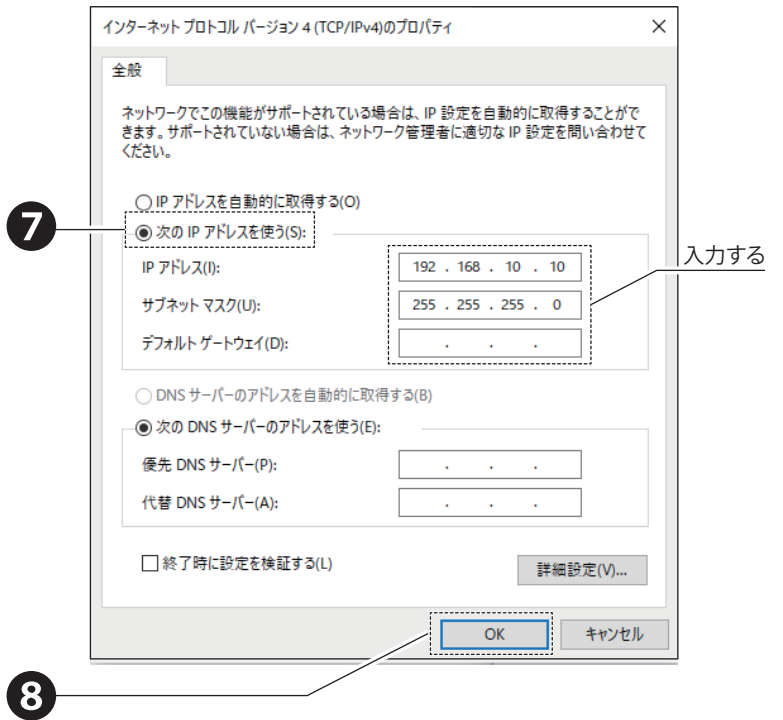 インターネット プロトコル バージョン 4 (TCP/IPv4)のプロパティ
全般
ネットワークでこの機能がサポートされている場合は、IP 設定を自動的に取得することがで
きます。サポートされていない場合は、ネットワーク管理者に適切な IP 設定を問い合わせて
ください。
IP アドレスを自動的に取得する(O)
7
次の IP アドレスを使う(S):
入力する
IP アドレス(I): 192 . 168 . 10 . 10
サブネット マスク(U): 255 . 255 . 255 . 0
デフォルト ゲートウェイ(D): . . .
DNS サーバーのアドレスを自動的に取得する(B)
次の DNS サーバーのアドレスを使う(E):
優先 DNS サーバー(P): . . .
代替 DNS サーバー(A): . . .
終了時に設定を検証する(L)
詳細設定(V)...
OK キャンセル
8